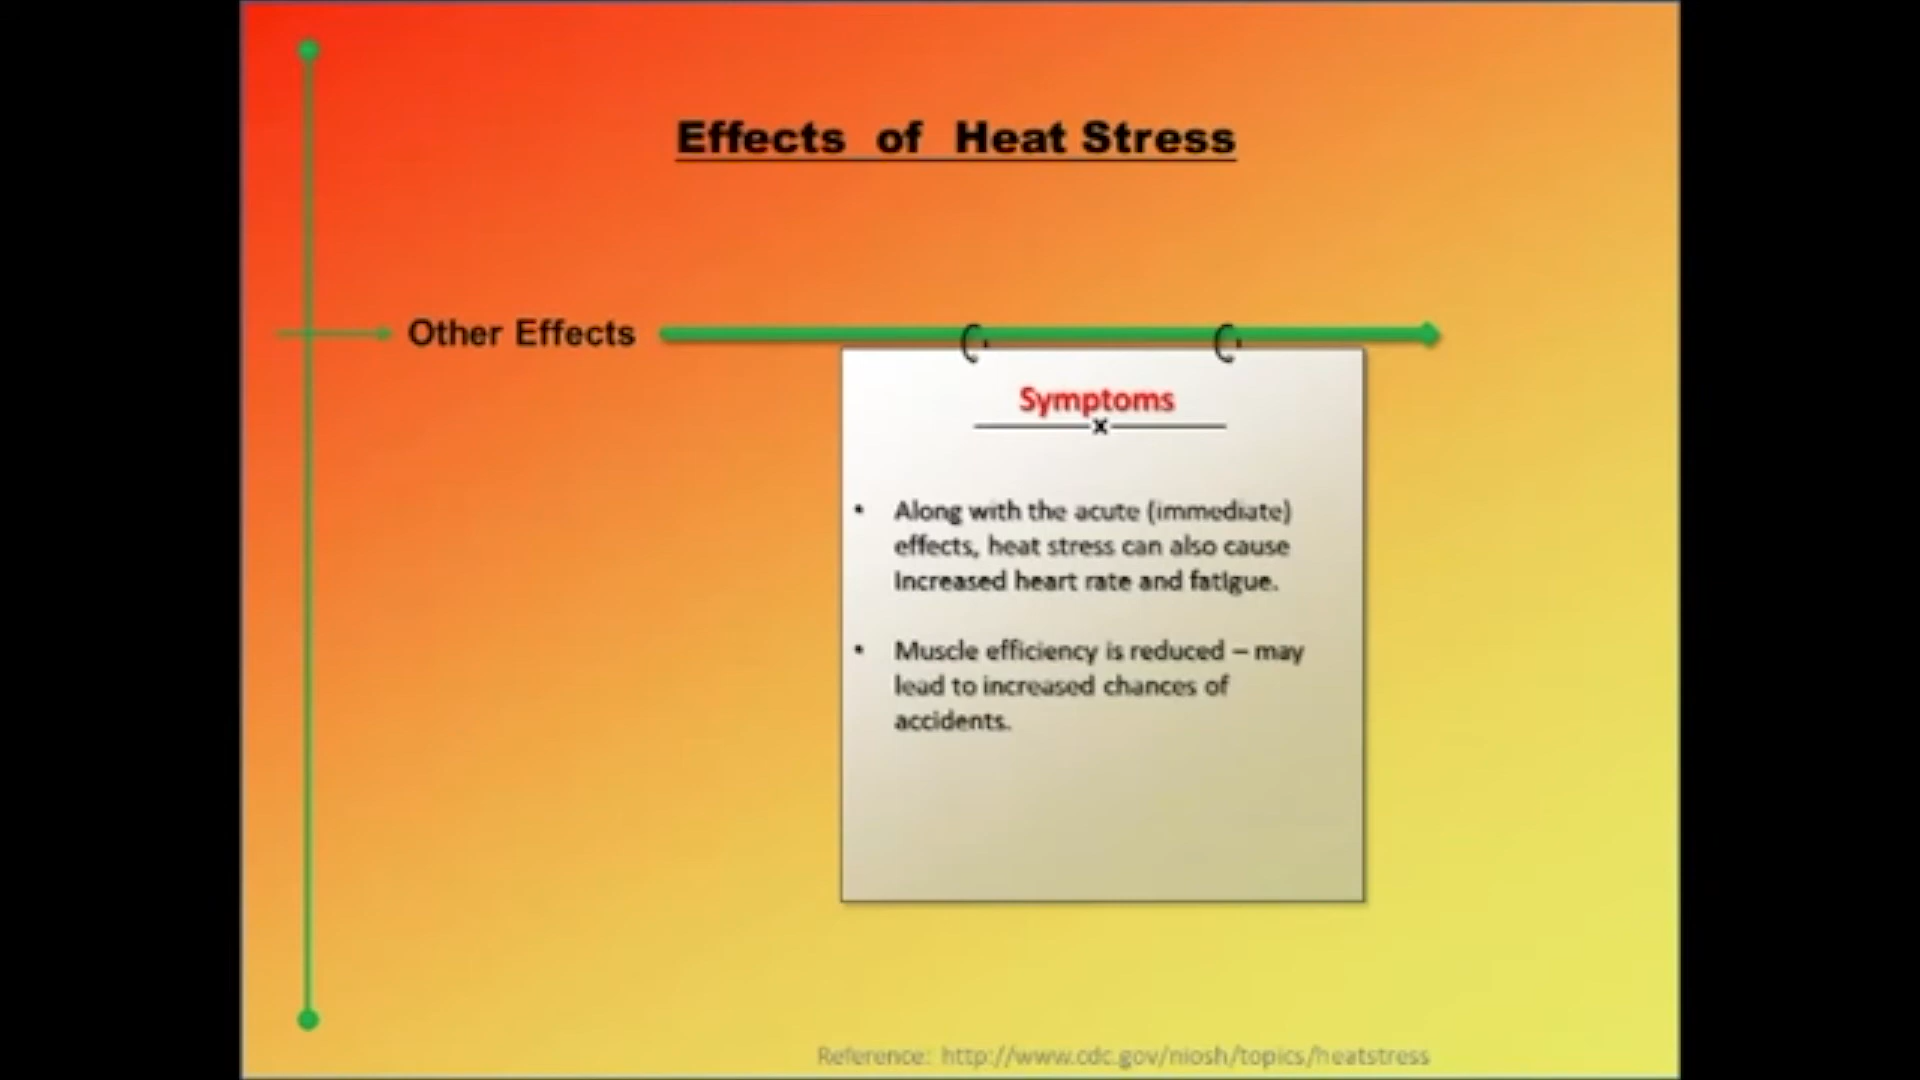 Effects of Heat Stress
Other Effects
Symptoms
• Along with the acute (immediate)
effects, heat stress can also cause
Increased heart rate and fatigue.
• Muscle efficiency is reduced – may
lead to increased chances of
accidents.
Reference: http://www.cdc.gov/niosh/topics/heatstress